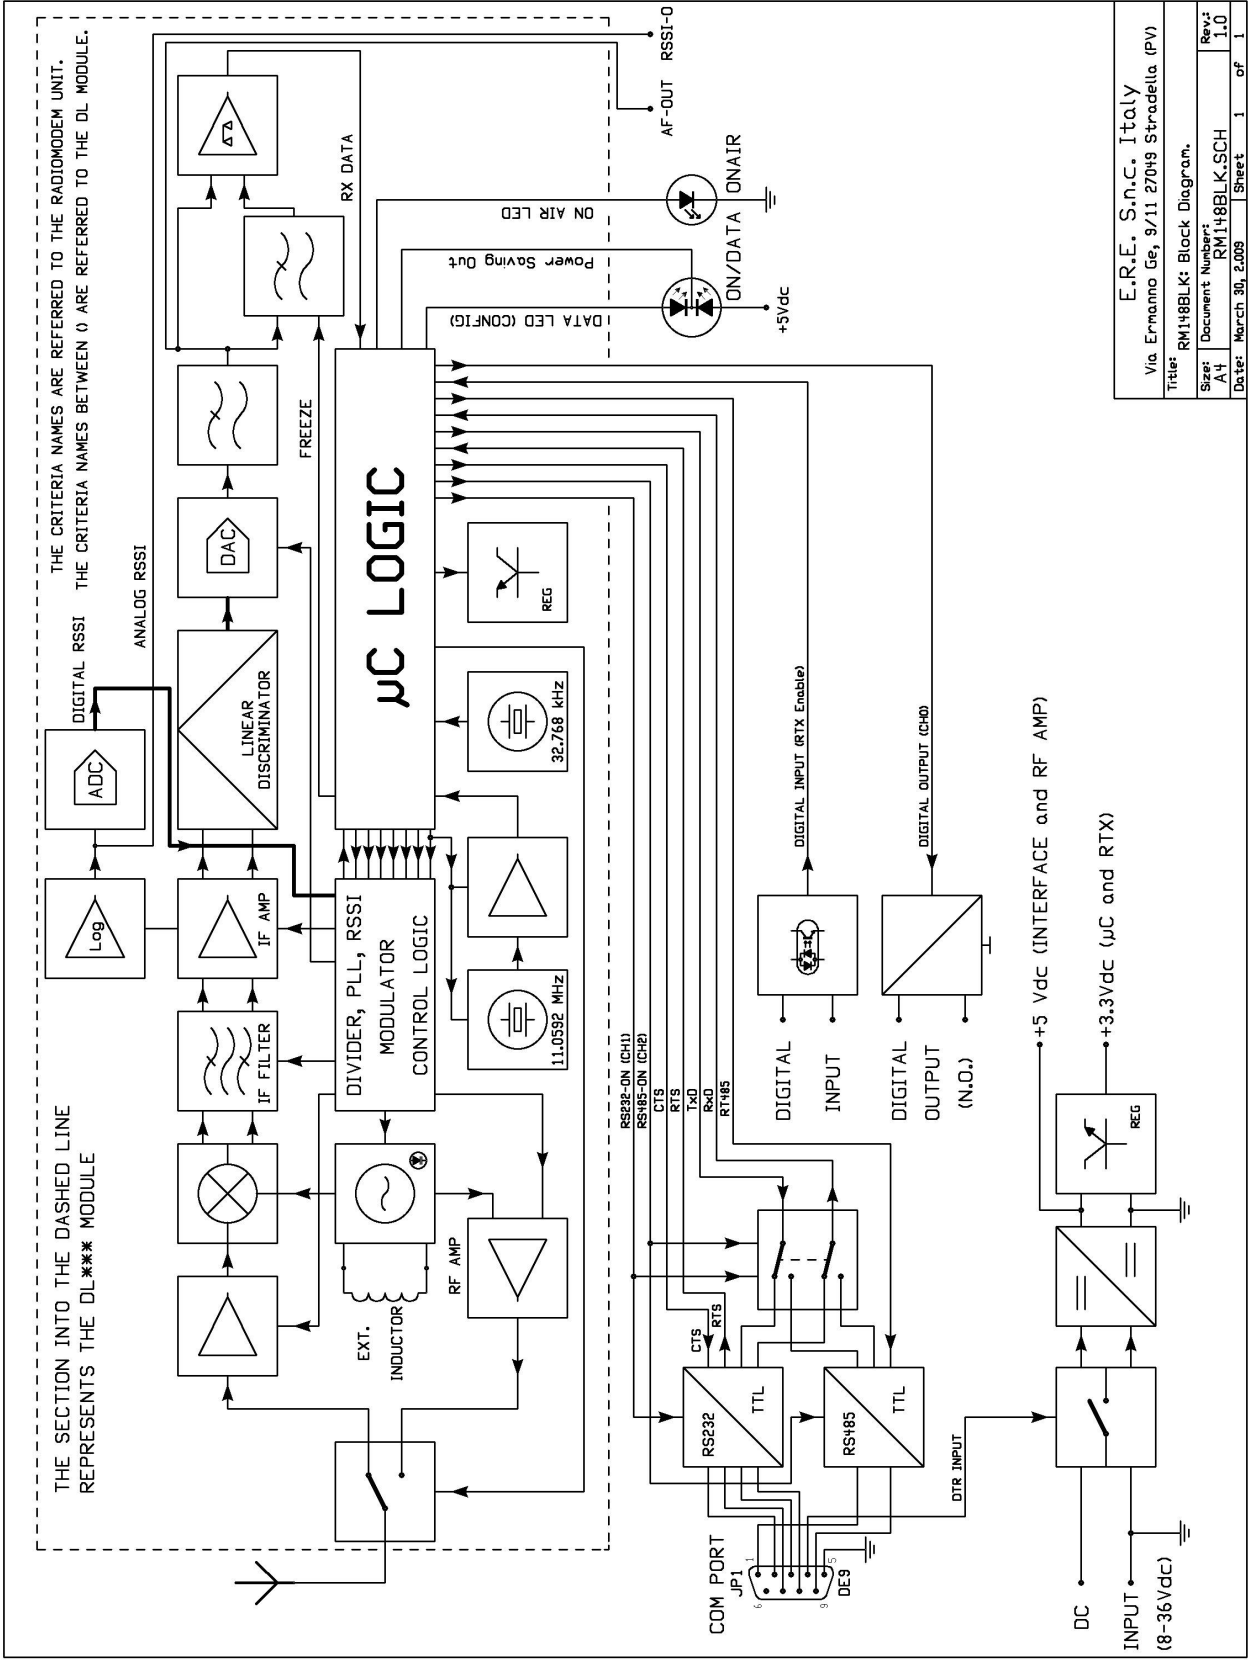 THE SECTION INTO THE DASHED LINE
REPRESENTS THE DL*** MODULE
THE CRITERIA NAMES ARE REFERRED TO THE RADIOMODEM UNIT.
THE CRITERIA NAMES BETWEEN () ARE REFERRED TO THE DL MODULE.
Log
ADC
DIGITAL RSSI
ANALOG RSSI
IF FILTER
IF AMP
LINEAR
DISCRIMINATOR
DAC
FREEZE
RX DATA
EXT.
INDUCTOR
RF AMP
DIVIDER, PLL, RSSI
MODULATOR
CONTROL LOGIC
µC LOGIC
11.0592 MHz
32.768 kHz
REG
DATA LED (CONFIG)
Power Saving Out
ON AIR LED
AF-OUT
RSSI-O
+5Vdc
ON/DATA
ONAIR
COM PORT
JP1
1
6
5
9
DE9
RS232
TTL
RS485
TTL
CTS
RTS
RS232-ON (CH1)
RS485-ON (CH2)
CTS
RTS
TxD
RxD
RT485
DTR INPUT
DIGITAL
INPUT
DIGITAL INPUT (RTX Enable)
DIGITAL
OUTPUT
(N.O.)
DIGITAL OUTPUT (CH0)
DC
INPUT
(8-36Vdc)
REG
+5 Vdc (INTERFACE and RF AMP)
+3.3Vdc (µC and RTX)
E.R.E. S.n.c. Italy
Via Ermanno Ge, 9/11 27049 Stradella (PV)
Title:
RM148BLK: Block Diagram.
Size: Document Number: Rev.:
A4 RM148BLK.SCH 1.0
Date: March 30, 2.009 Sheet 1 of 1